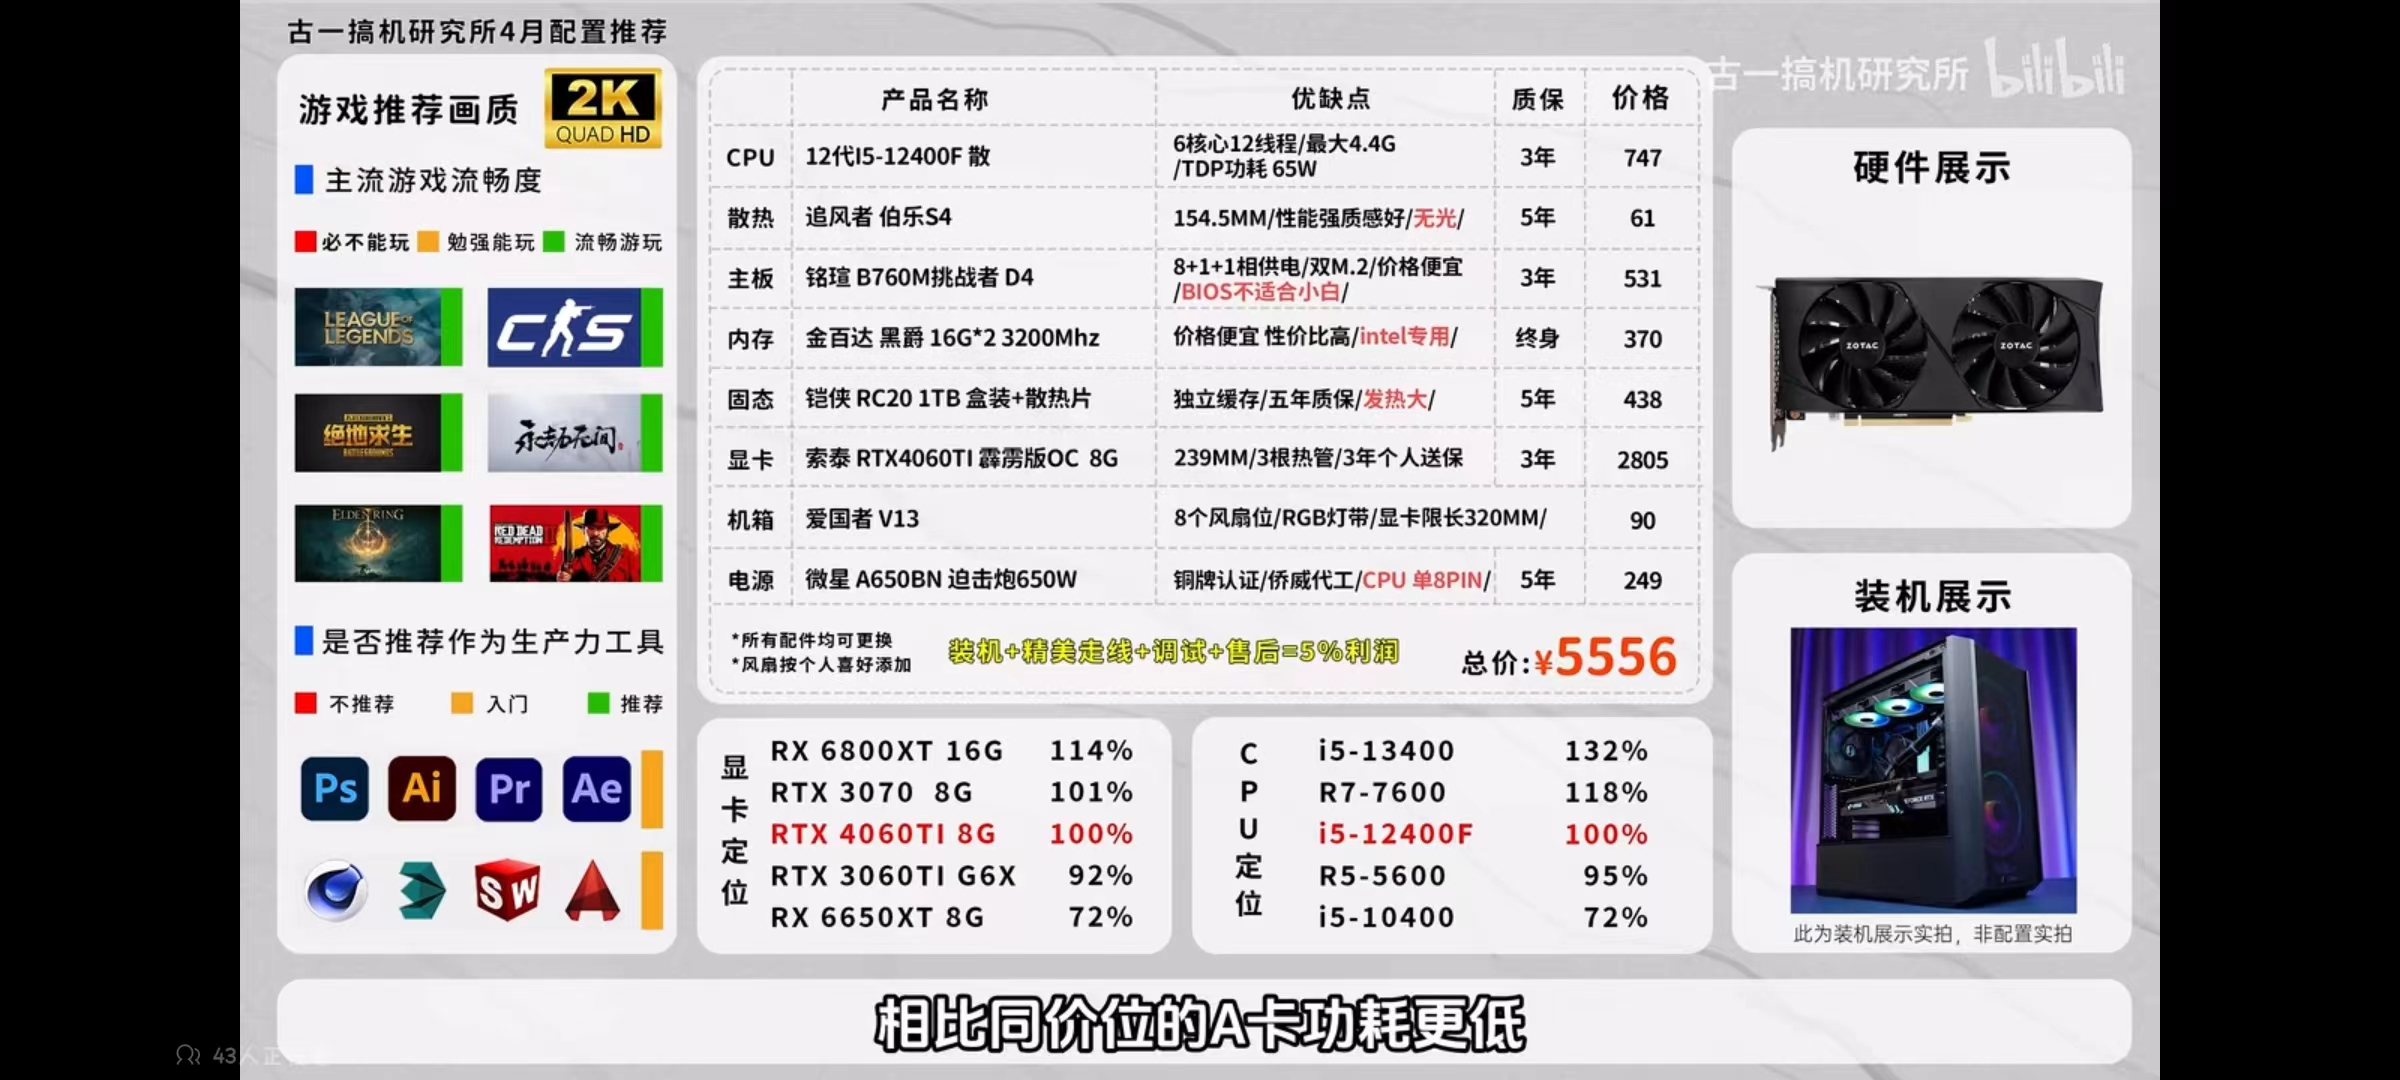 古一搞机研究所4月配置推荐
游戏推荐画质
2K
QUAD HD
主流游戏流畅度
必不能玩 勉强能玩 流畅游玩
LEAGUE OF
LEGENDS
CS
绝地求生
BATTLEGROUNDS
永劫无间
ELDEN RING
RED DEAD
REDEMPTION
是否推荐作为生产力工具
不推荐 入门 推荐
Ps Ai Pr Ae
SW
产品名称 优缺点 质保 价格
CPU 12代I5-12400F 散 6核心12线程/最大4.4G
/TDP功耗 65W 3年 747
散热 追风者 伯乐S4 154.5MM/性能强质感好/无光/ 5年 61
主板 铭瑄 B760M挑战者 D4 8+1+1相供电/双M.2/价格便宜
/BIOS不适合小白/ 3年 531
内存 金百达 黑爵 16G*2 3200Mhz 价格便宜 性价比高/intel专用/ 终身 370
固态 铠侠 RC20 1TB 盒装+散热片 独立缓存/五年质保/发热大/ 5年 438
显卡 索泰 RTX4060TI 霹雳版OC 8G 239MM/3根热管/3年个人送保 3年 2805
机箱 爱国者 V13 8个风扇位/RGB灯带/显卡限长320MM/ 90
电源 微星 A650BN 迫击炮650W 铜牌认证/侨威代工/CPU 单8PIN/ 5年 249
*所有配件均可更换
*风扇按个人喜好添加
装机+精美走线+调试+售后=5%利润
总价:¥5556
显卡定位
RX 6800XT 16G 114%
RTX 3070 8G 101%
RTX 4060TI 8G 100%
RTX 3060TI G6X 92%
RX 6650XT 8G 72%
CPU定位
i5-13400 132%
R7-7600 118%
i5-12400F 100%
R5-5600 95%
i5-10400 72%
古一搞机研究所 bilibili
硬件展示
ZOTAC ZOTAC
装机展示
此为装机展示实拍，非配置实拍
相比同价位的A卡功耗更低
43人正